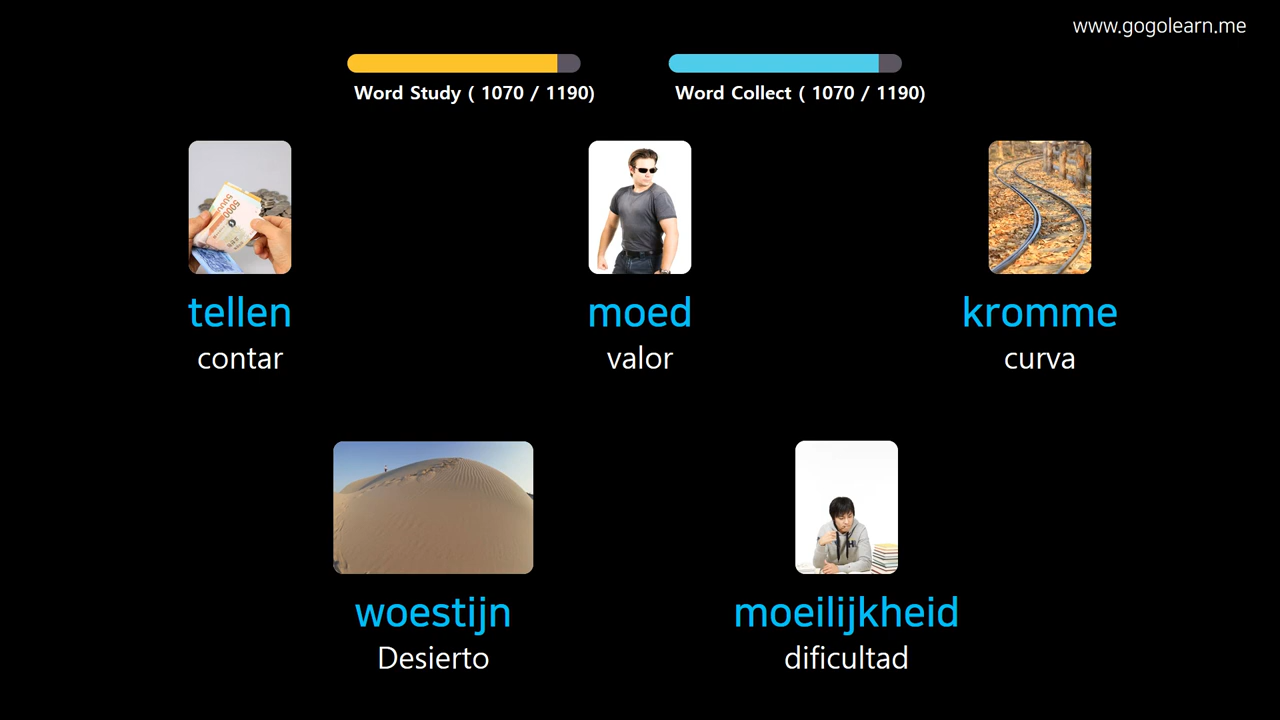 www.gogolearn.me
Word Study ( 1070 / 1190)
Word Collect ( 1070 / 1190)
tellen
contar
moed
valor
kromme
curva
woestijn
Desierto
moeilijkheid
dificultad